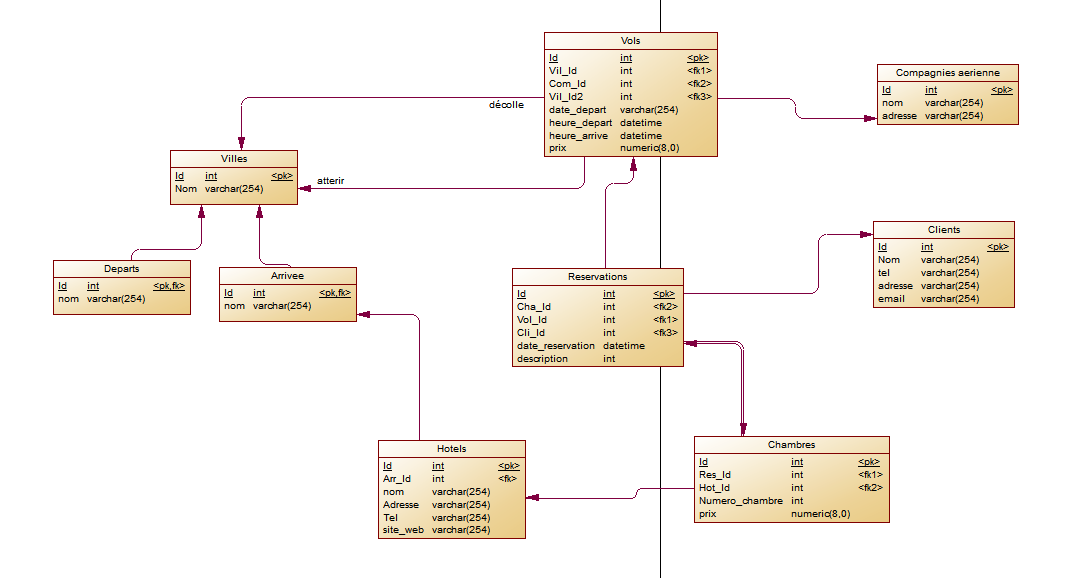 Vols
Id int <pk>
Vil_Id int <fk1>
Com_Id int <fk2>
Vil_Id2 int <fk3>
date_depart varchar(254)
heure_depart datetime
heure_arrive datetime
prix numeric(8,0)
Compagnies aerienne
Id int <pk>
nom varchar(254)
adresse varchar(254)
décolle
Villes
Id int <pk>
Nom varchar(254)
atterir
Clients
Id int <pk>
Nom varchar(254)
tel varchar(254)
adresse varchar(254)
email varchar(254)
Departs
Id int <pk,fk>
nom varchar(254)
Arrivee
Id int <pk,fk>
nom varchar(254)
Reservations
Id int <pk>
Cha_Id int <fk2>
Vol_Id int <fk1>
Cli_Id int <fk3>
date_reservation datetime
description int
Hotels
Id int <pk>
Arr_Id int <fk>
nom varchar(254)
Adresse varchar(254)
Tel varchar(254)
site_web varchar(254)
Chambres
Id int <pk>
Res_Id int <fk1>
Hot_Id int <fk2>
Numero_chambre int
prix numeric(8,0)